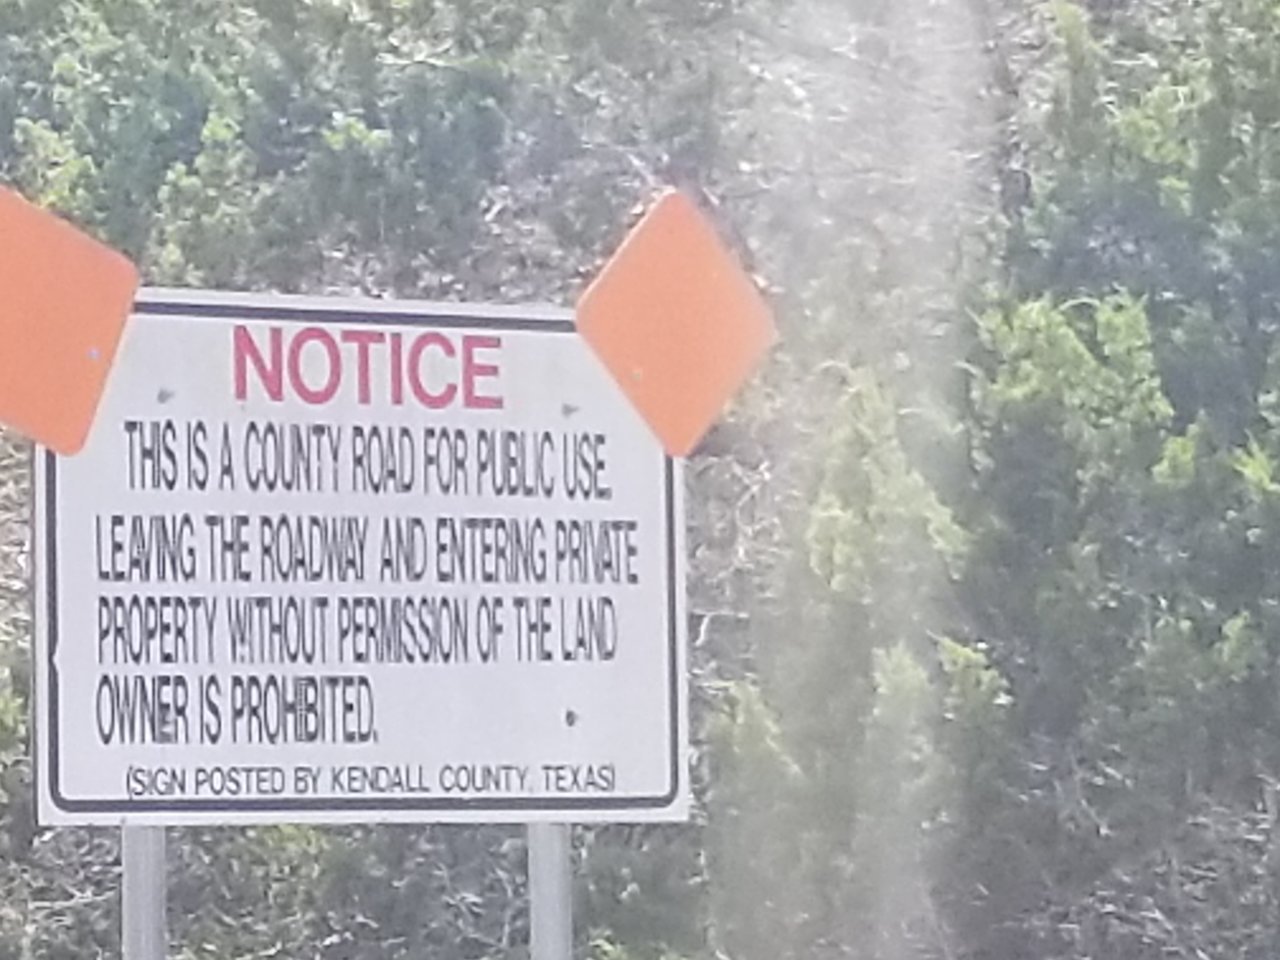 NOTICE
THIS IS A COUNTY ROAD FOR PUBLIC USE.
LEAVING THE ROADWAY AND ENTERING PRIVATE
PROPERTY WITHOUT PERMISSION OF THE LAND
OWNER IS PROHIBITED.
(SIGN POSTED BY KENDALL COUNTY, TEXAS)